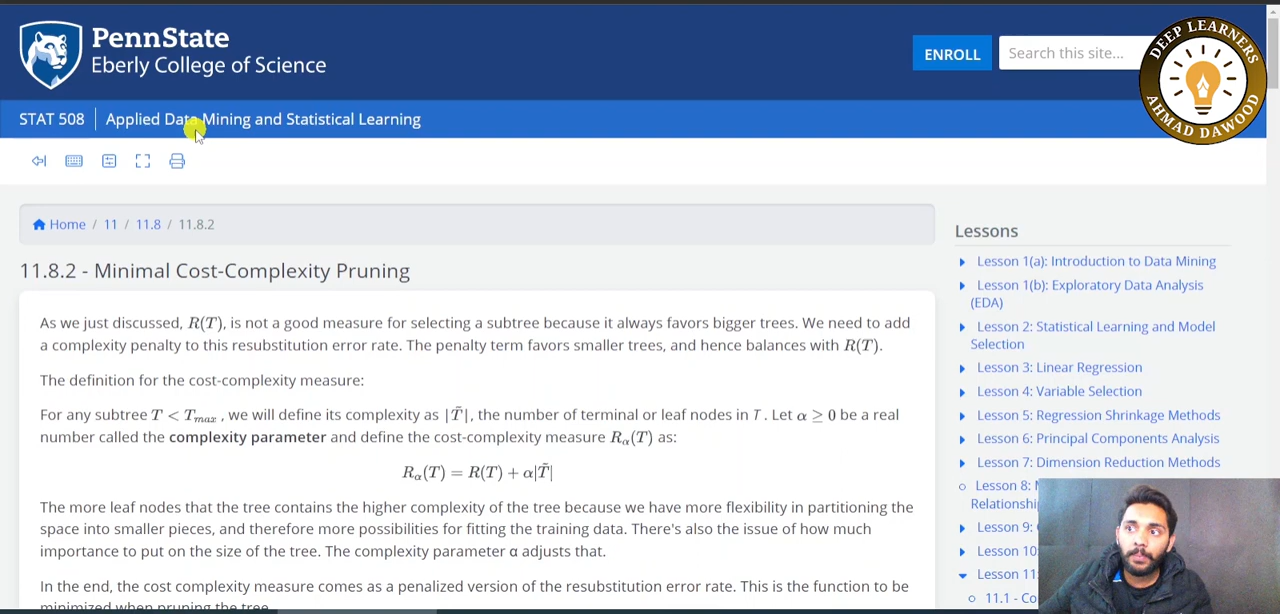 PennState
Eberly College of Science
ENROLL
Search this site...
DEEP LEARNERS
AHMAD DAWOOD
STAT 508
Applied Data Mining and Statistical Learning
Home / 11 / 11.8 / 11.8.2
11.8.2 - Minimal Cost-Complexity Pruning
As we just discussed, R(T), is not a good measure for selecting a subtree because it always favors bigger trees. We need to add
a complexity penalty to this resubstitution error rate. The penalty term favors smaller trees, and hence balances with R(T).
The definition for the cost-complexity measure:
For any subtree T < T_max, we will define its complexity as |T̃|, the number of terminal or leaf nodes in T. Let α ≥ 0 be a real
number called the complexity parameter and define the cost-complexity measure R_α(T) as:
R_α(T) = R(T) + α|T̃|
The more leaf nodes that the tree contains the higher complexity of the tree because we have more flexibility in partitioning the
space into smaller pieces, and therefore more possibilities for fitting the training data. There's also the issue of how much
importance to put on the size of the tree. The complexity parameter α adjusts that.
In the end, the cost complexity measure comes as a penalized version of the resubstitution error rate. This is the function to be
minimized when pruning the tree
Lessons
Lesson 1(a): Introduction to Data Mining
Lesson 1(b): Exploratory Data Analysis
(EDA)
Lesson 2: Statistical Learning and Model
Selection
Lesson 3: Linear Regression
Lesson 4: Variable Selection
Lesson 5: Regression Shrinkage Methods
Lesson 6: Principal Components Analysis
Lesson 7: Dimension Reduction Methods
Lesson 8:
Relationship
Lesson 9:
Lesson 10:
Lesson 11:
11.1 - Co